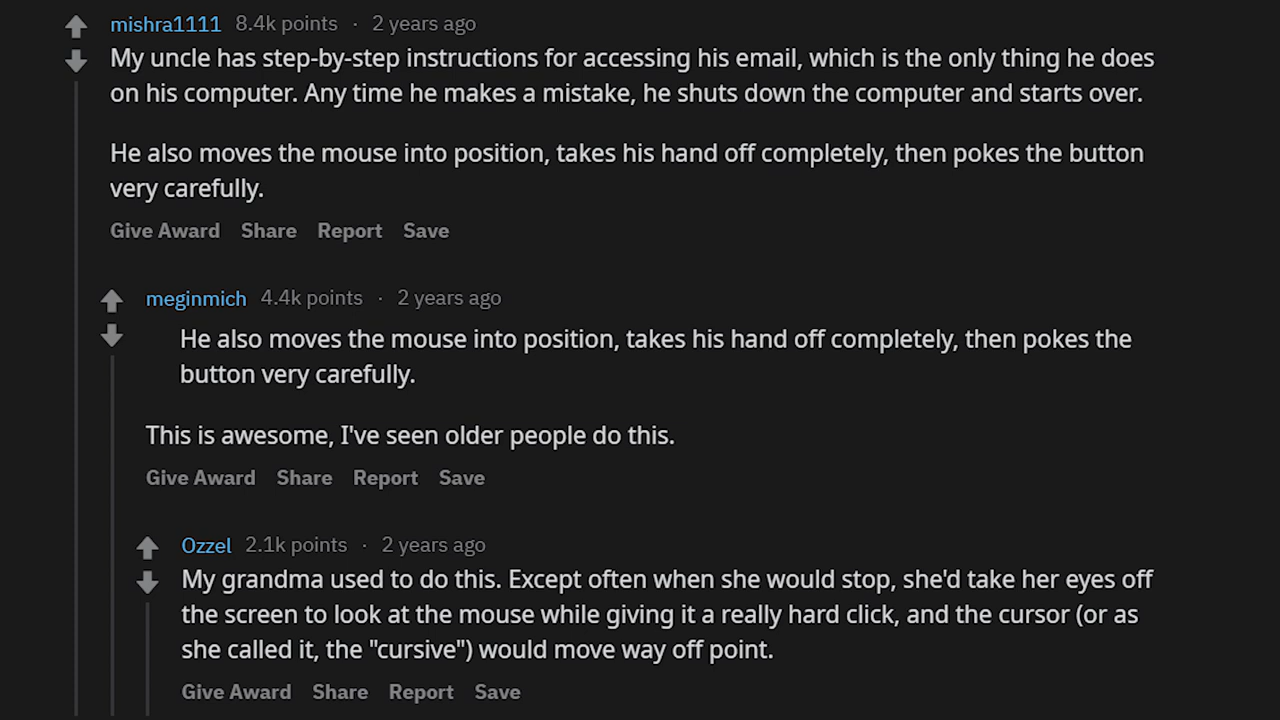 mishra1111 8.4k points · 2 years ago
My uncle has step-by-step instructions for accessing his email, which is the only thing he does
on his computer. Any time he makes a mistake, he shuts down the computer and starts over.
He also moves the mouse into position, takes his hand off completely, then pokes the button
very carefully.
Give Award Share Report Save
meginmich 4.4k points · 2 years ago
He also moves the mouse into position, takes his hand off completely, then pokes the
button very carefully.
This is awesome, I've seen older people do this.
Give Award Share Report Save
Ozzel 2.1k points · 2 years ago
My grandma used to do this. Except often when she would stop, she'd take her eyes off
the screen to look at the mouse while giving it a really hard click, and the cursor (or as
she called it, the "cursive") would move way off point.
Give Award Share Report Save